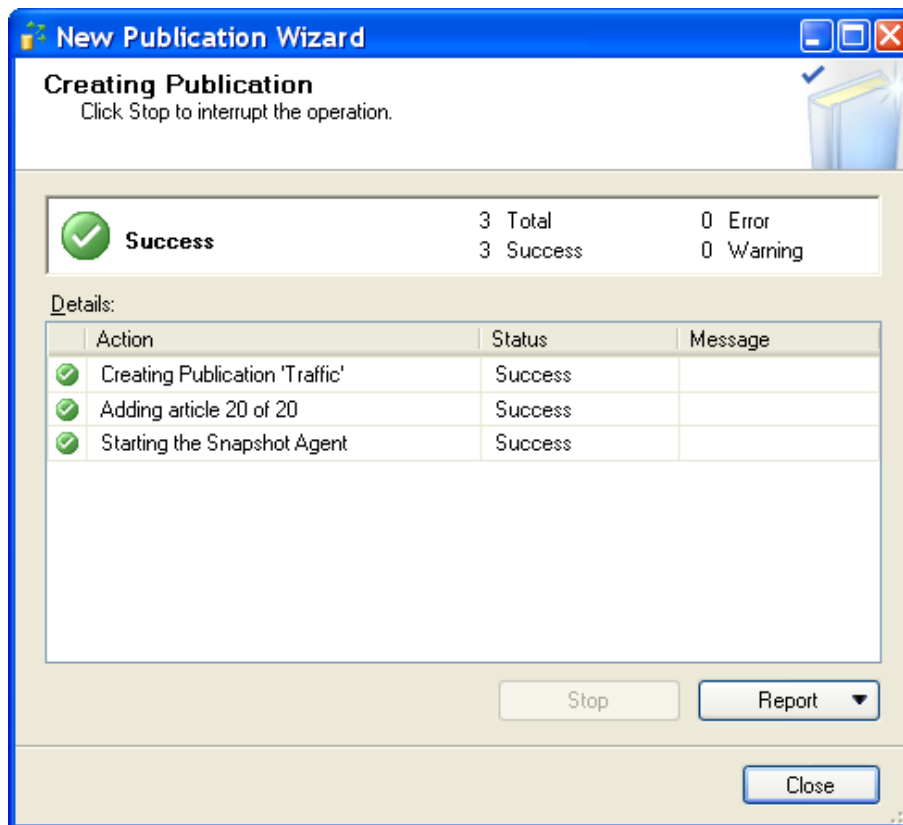 New Publication Wizard
Creating Publication
Click Stop to interrupt the operation.
Success 3 Total 0 Error
3 Success 0 Warning
Details:
Action Status Message
Creating Publication 'Traffic' Success
Adding article 20 of 20 Success
Starting the Snapshot Agent Success
Stop Report
Close